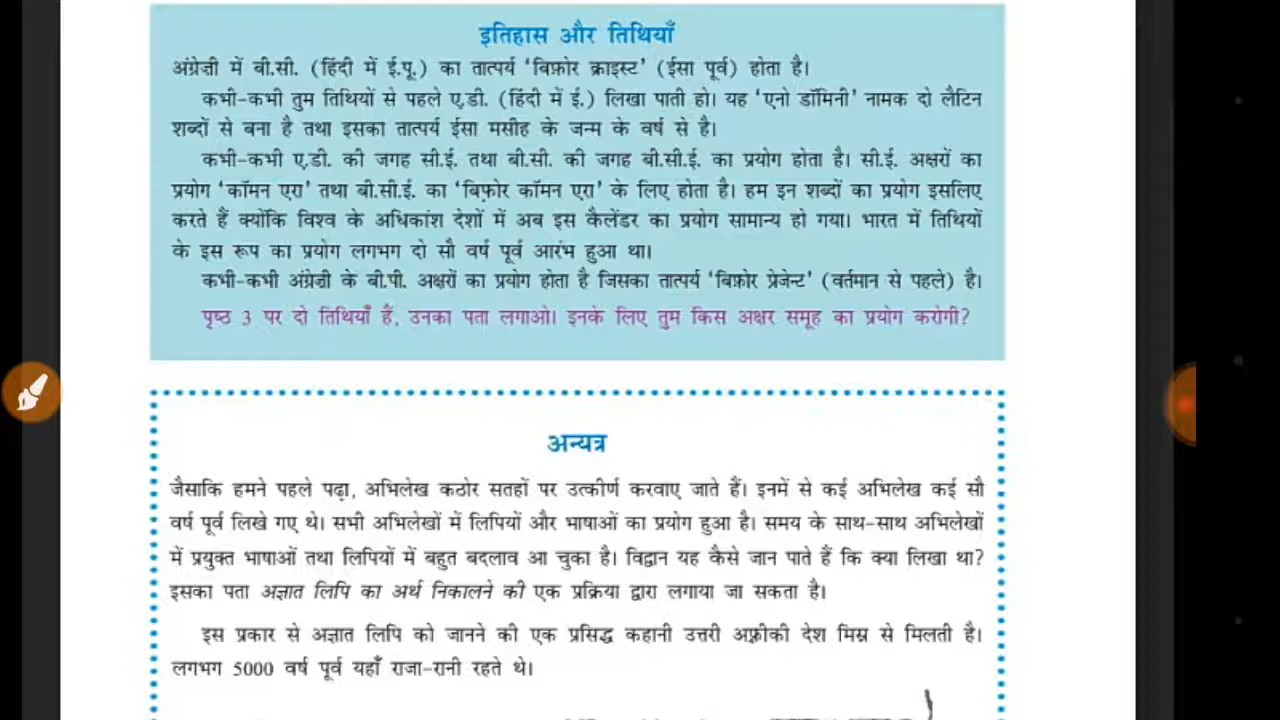 इतिहास और तिथियाँ
अंग्रेज़ी में बी.सी. (हिंदी में ई.पू.) का तात्पर्य ‘बिफ़ोर क्राइस्ट’ (ईसा पूर्व) होता है।
कभी-कभी तुम तिथियों से पहले ए.डी. (हिंदी में ई.) लिखा पाती हो। यह ‘एनो डॉमिनी’ नामक दो लैटिन
शब्दों से बना है तथा इसका तात्पर्य ईसा मसीह के जन्म के वर्ष से है।
कभी-कभी ए.डी. की जगह सी.ई. तथा बी.सी. की जगह बी.सी.ई. का प्रयोग होता है। सी.ई. अक्षरों का
प्रयोग ‘कॉमन एरा’ तथा बी.सी.ई. का ‘बिफ़ोर कॉमन एरा’ के लिए होता है। हम इन शब्दों का प्रयोग इसलिए
करते हैं क्योंकि विश्व के अधिकांश देशों में अब इस कैलेंडर का प्रयोग सामान्य हो गया। भारत में तिथियों
के इस रूप का प्रयोग लगभग दो सौ वर्ष पूर्व आरंभ हुआ था।
कभी-कभी अंग्रेज़ी के बी.पी. अक्षरों का प्रयोग होता है जिसका तात्पर्य ‘बिफ़ोर प्रेजेन्ट’ (वर्तमान से पहले) है।
पृष्ठ 3 पर दो तिथियाँ हैं, उनका पता लगाओ। इनके लिए तुम किस अक्षर समूह का प्रयोग करोगी?
अन्यत्र
जैसाकि हमने पहले पढ़ा, अभिलेख कठोर सतहों पर उत्कीर्ण करवाए जाते हैं। इनमें से कई अभिलेख कई सौ
वर्ष पूर्व लिखे गए थे। सभी अभिलेखों में लिपियों और भाषाओं का प्रयोग हुआ है। समय के साथ-साथ अभिलेखों
में प्रयुक्त भाषाओं तथा लिपियों में बहुत बदलाव आ चुका है। विद्वान यह कैसे जान पाते हैं कि क्या लिखा था?
इसका पता अज्ञात लिपि का अर्थ निकालने की एक प्रक्रिया द्वारा लगाया जा सकता है।
इस प्रकार से अज्ञात लिपि को जानने की एक प्रसिद्ध कहानी उत्तरी अफ़्रीकी देश मिस्र से मिलती है।
लगभग 5000 वर्ष पूर्व यहाँ राजा-रानी रहते थे।